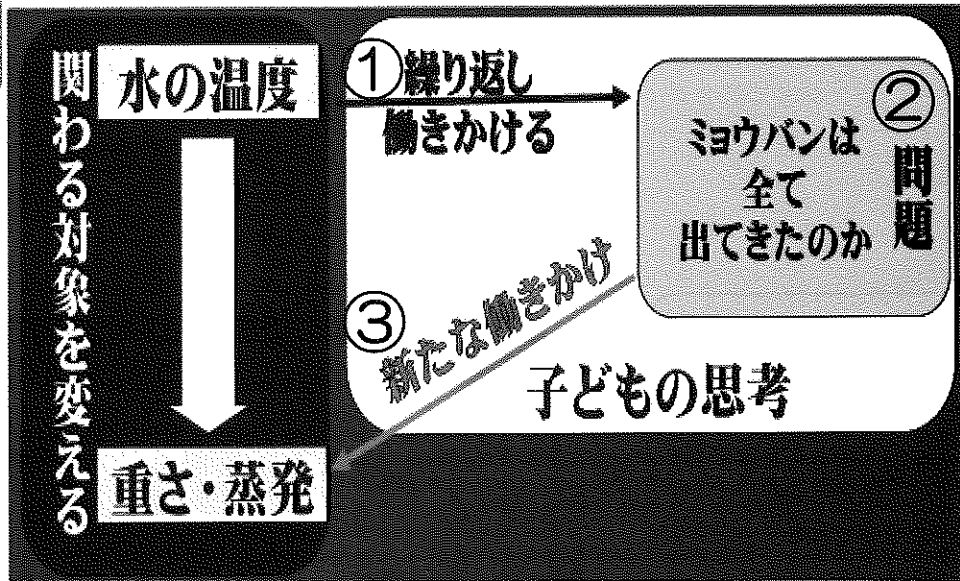 関わる対象を変える
水の温度
①繰り返し
働きかける
②問題
ミョウバンは
全て
出てきたのか
③新たな働きかけ
子どもの思考
重さ・蒸発